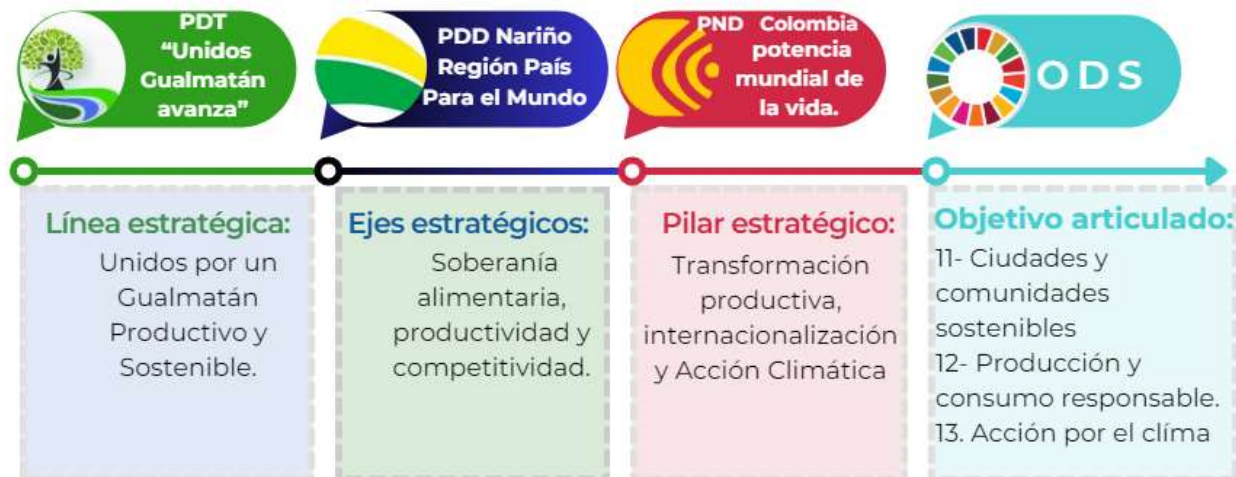 PDT
“Unidos
Gualmatán
avanza”
PDD Nariño
Región País
Para el Mundo
PND Colombia
potencia
mundial de
la vida.
ODS
Línea estratégica:
Unidos por un
Gualmatán
Productivo y
Sostenible.
Ejes estratégicos:
Soberanía
alimentaria,
productividad y
competitividad.
Pilar estratégico:
Transformación
productiva,
internacionalización
y Acción Climática
Objetivo articulado:
11- Ciudades y
comunidades
sostenibles
12- Producción y
consumo responsable.
13. Acción por el clíma